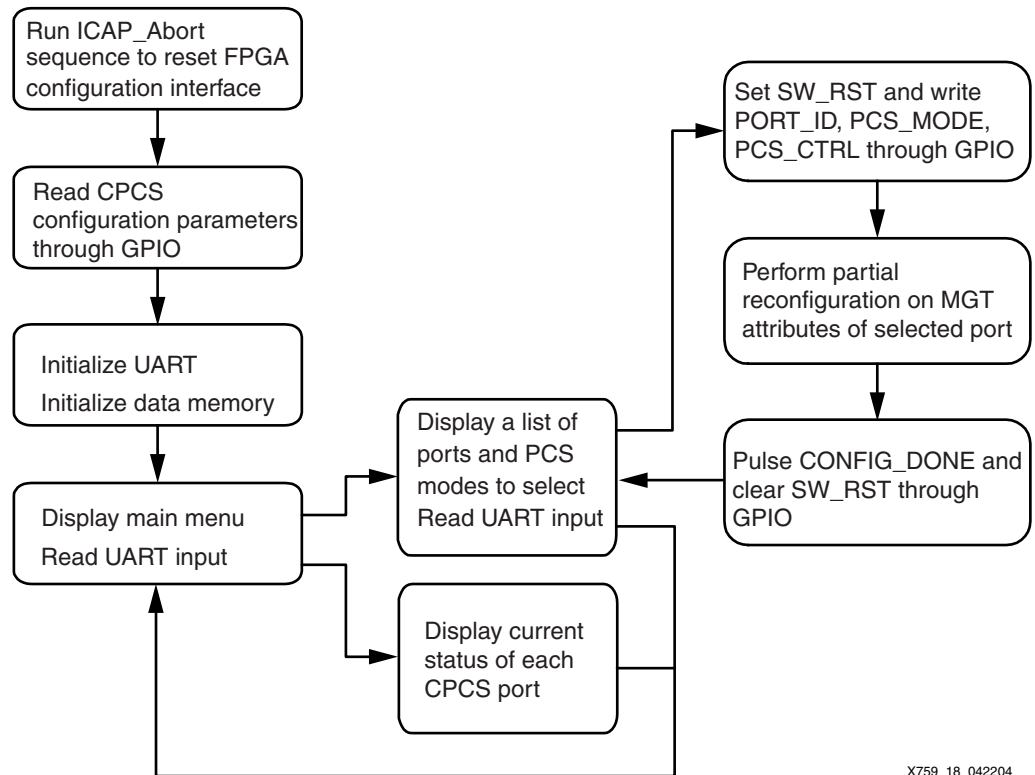 Run ICAP_Abort
sequence to reset FPGA
configuration interface
Read CPCS
configuration parameters
through GPIO
Initialize UART
Initialize data memory
Display main menu
Read UART input
Display a list of
ports and PCS
modes to select
Read UART input
Display current
status of each
CPCS port
Set SW_RST and write
PORT_ID, PCS_MODE,
PCS_CTRL through GPIO
Perform partial
reconfiguration on MGT
attributes of selected port
Pulse CONFIG_DONE and
clear SW_RST through
GPIO
X759_18_042204